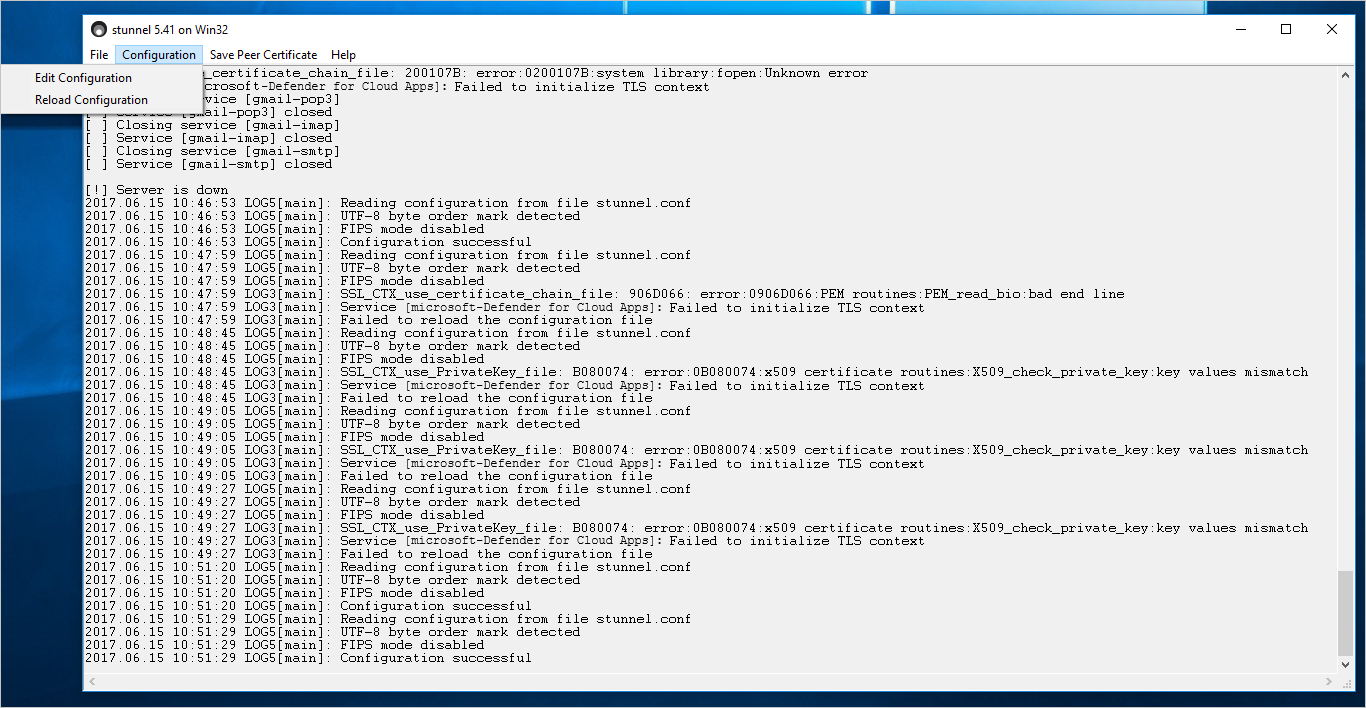 stunnel 5.41 on Win32
File Configuration Save Peer Certificate Help
Edit Configuration
Reload Configuration
_certificate_chain_file: 200107B: error:0200107B:system library:fopen:Unknown error
crosoft-Defender for Cloud Apps]: Failed to initialize TLS context
vice [gmail-pop3]
[ ] Service [gmail-pop3] closed
[ ] Closing service [gmail-imap]
[ ] Service [gmail-imap] closed
[ ] Closing service [gmail-smtp]
[ ] Service [gmail-smtp] closed
[!] Server is down
2017.06.15 10:46:53 LOG5[main]: Reading configuration from file stunnel.conf
2017.06.15 10:46:53 LOG5[main]: UTF-8 byte order mark detected
2017.06.15 10:46:53 LOG5[main]: FIPS mode disabled
2017.06.15 10:46:53 LOG5[main]: Configuration successful
2017.06.15 10:47:59 LOG5[main]: Reading configuration from file stunnel.conf
2017.06.15 10:47:59 LOG5[main]: UTF-8 byte order mark detected
2017.06.15 10:47:59 LOG5[main]: FIPS mode disabled
2017.06.15 10:47:59 LOG3[main]: SSL_CTX_use_certificate_chain_file: 906D066: error:0906D066:PEM routines:PEM_read_bio:bad end line
2017.06.15 10:47:59 LOG3[main]: Service [microsoft-Defender for Cloud Apps]: Failed to initialize TLS context
2017.06.15 10:47:59 LOG3[main]: Failed to reload the configuration file
2017.06.15 10:48:45 LOG5[main]: Reading configuration from file stunnel.conf
2017.06.15 10:48:45 LOG5[main]: UTF-8 byte order mark detected
2017.06.15 10:48:45 LOG5[main]: FIPS mode disabled
2017.06.15 10:48:45 LOG3[main]: SSL_CTX_use_PrivateKey_file: B080074: error:0B080074:x509 certificate routines:X509_check_private_key:key values mismatch
2017.06.15 10:48:45 LOG3[main]: Service [microsoft-Defender for Cloud Apps]: Failed to initialize TLS context
2017.06.15 10:48:45 LOG3[main]: Failed to reload the configuration file
2017.06.15 10:49:05 LOG5[main]: Reading configuration from file stunnel.conf
2017.06.15 10:49:05 LOG5[main]: UTF-8 byte order mark detected
2017.06.15 10:49:05 LOG5[main]: FIPS mode disabled
2017.06.15 10:49:05 LOG3[main]: SSL_CTX_use_PrivateKey_file: B080074: error:0B080074:x509 certificate routines:X509_check_private_key:key values mismatch
2017.06.15 10:49:05 LOG3[main]: Service [microsoft-Defender for Cloud Apps]: Failed to initialize TLS context
2017.06.15 10:49:05 LOG3[main]: Failed to reload the configuration file
2017.06.15 10:49:27 LOG5[main]: Reading configuration from file stunnel.conf
2017.06.15 10:49:27 LOG5[main]: UTF-8 byte order mark detected
2017.06.15 10:49:27 LOG5[main]: FIPS mode disabled
2017.06.15 10:49:27 LOG3[main]: SSL_CTX_use_PrivateKey_file: B080074: error:0B080074:x509 certificate routines:X509_check_private_key:key values mismatch
2017.06.15 10:49:27 LOG3[main]: Service [microsoft-Defender for Cloud Apps]: Failed to initialize TLS context
2017.06.15 10:49:27 LOG3[main]: Failed to reload the configuration file
2017.06.15 10:51:20 LOG5[main]: Reading configuration from file stunnel.conf
2017.06.15 10:51:20 LOG5[main]: UTF-8 byte order mark detected
2017.06.15 10:51:20 LOG5[main]: FIPS mode disabled
2017.06.15 10:51:20 LOG5[main]: Configuration successful
2017.06.15 10:51:29 LOG5[main]: Reading configuration from file stunnel.conf
2017.06.15 10:51:29 LOG5[main]: UTF-8 byte order mark detected
2017.06.15 10:51:29 LOG5[main]: FIPS mode disabled
2017.06.15 10:51:29 LOG5[main]: Configuration successful